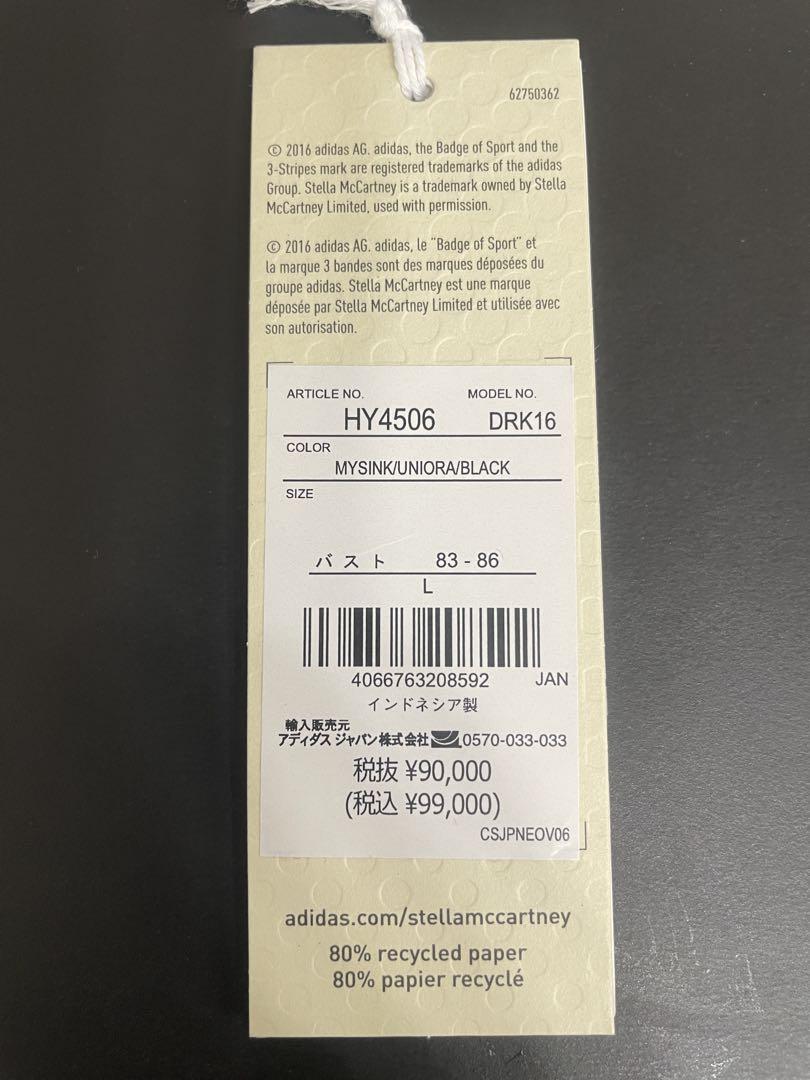 62750362
© 2016 adidas AG. adidas, the Badge of Sport and the
3-Stripes mark are registered trademarks of the adidas
Group. Stella McCartney is a trademark owned by Stella
McCartney Limited, used with permission.
© 2016 adidas AG. adidas, le "Badge of Sport" et
la marque 3 bandes sont des marques déposées du
groupe adidas. Stella McCartney est une marque
déposée par Stella McCartney Limited et utilisée avec
son autorisation.
ARTICLE NO. MODEL NO.
HY4506 DRK16
COLOR
MYSINK/UNIORA/BLACK
SIZE
バスト 83 - 86
L
4066763208592 JAN
インドネシア製
輸入販売元
アディダス ジャパン株式会社 0570-033-033
税抜 ¥90,000
(税込 ¥99,000)
CSJPNEOV06
adidas.com/stellamccartney
80% recycled paper
80% papier recyclé